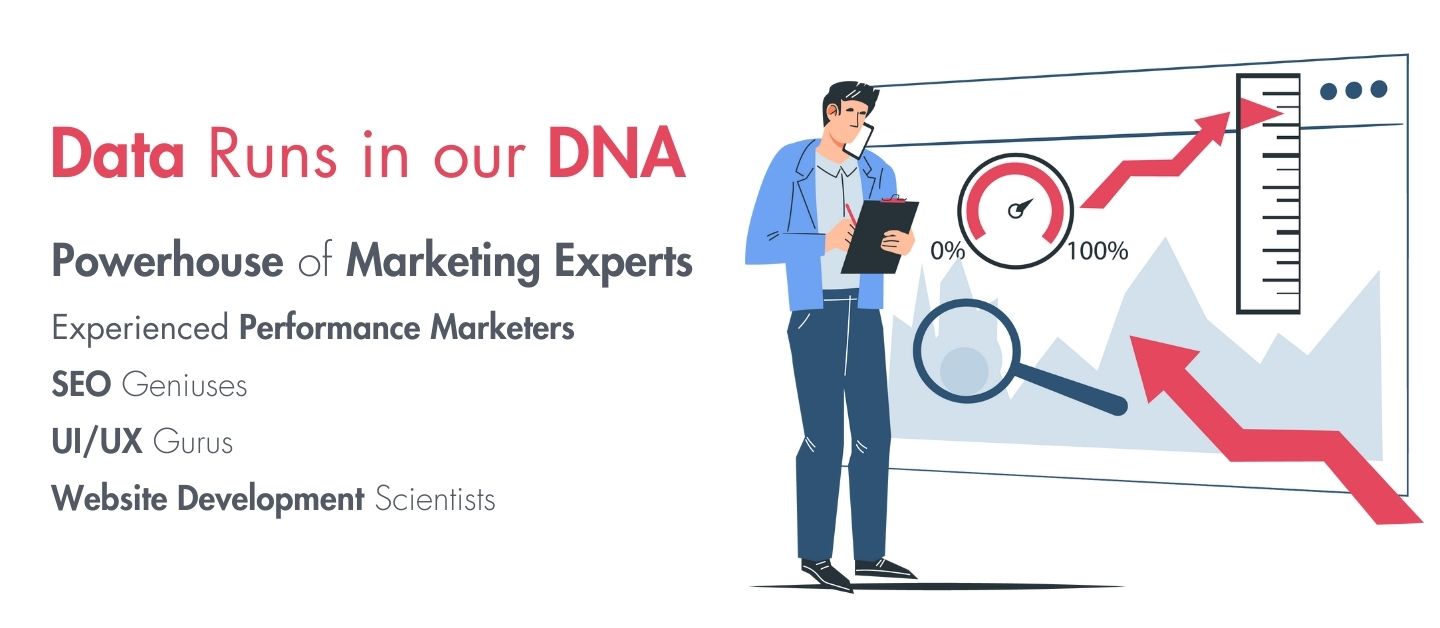 Data Runs in our DNA
Powerhouse of Marketing Experts
Experienced Performance Marketers
SEO Geniuses
UI/UX Gurus
Website Development Scientists
0%
100%